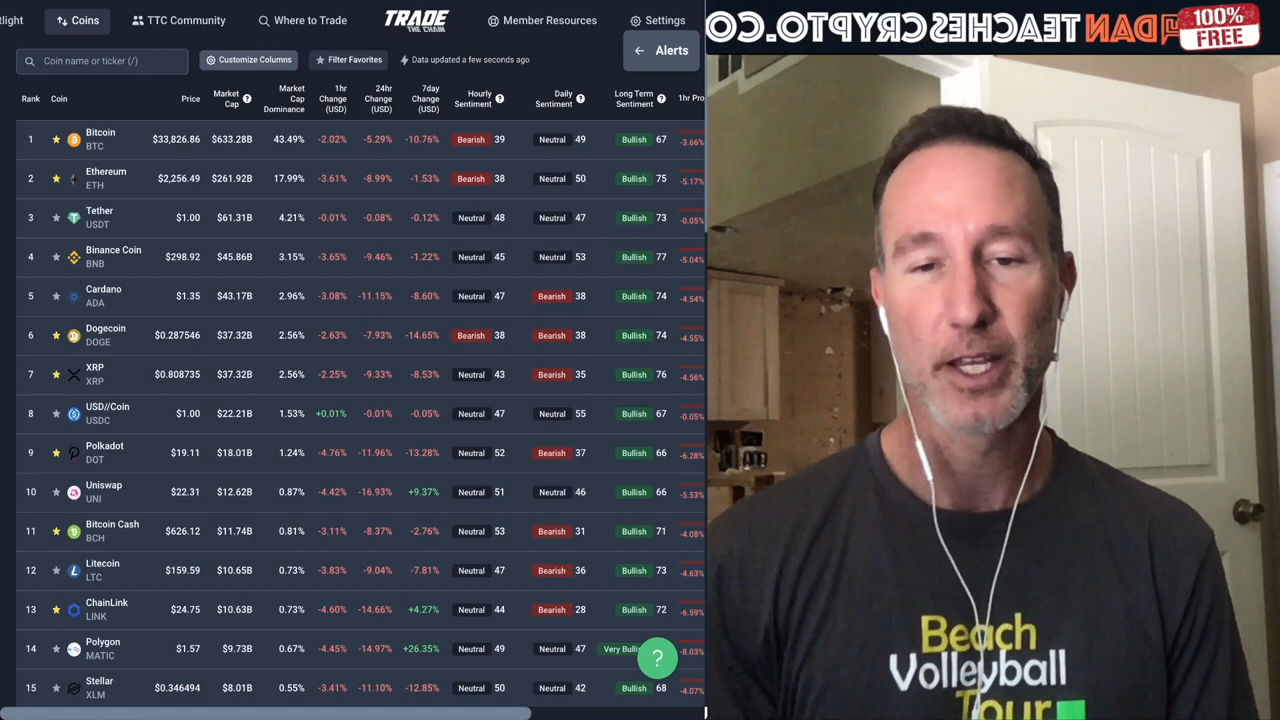 tlight Coins TTC Community Where to Trade TRADE THE CHAIN Member Resources Settings
Coin name or ticker (/) Customize Columns Filter Favorites Data updated a few seconds ago Alerts
Rank Coin Price Market Cap Market Cap Dominance 1hr Change (USD) 24hr Change (USD) 7day Change (USD) Hourly Sentiment Daily Sentiment Long Term Sentiment 1hr Pro
1 Bitcoin BTC $33,826.86 $633.28B 43.49% -2.02% -5.29% -10.76% Bearish 39 Neutral 49 Bullish 67 -3.66%
2 Ethereum ETH $2,256.49 $261.92B 17.99% -3.61% -8.99% -1.53% Bearish 38 Neutral 50 Bullish 75 -5.17%
3 Tether USDT $1.00 $61.31B 4.21% -0.01% -0.08% -0.12% Neutral 48 Neutral 47 Bullish 73 -0.05%
4 Binance Coin BNB $298.92 $45.86B 3.15% -3.65% -9.46% -1.22% Neutral 45 Neutral 53 Bullish 77 -5.04%
5 Cardano ADA $1.35 $43.17B 2.96% -3.08% -11.15% -8.60% Neutral 47 Bearish 38 Bullish 74 -4.54%
6 Dogecoin DOGE $0.287546 $37.32B 2.56% -2.63% -7.93% -14.65% Bearish 38 Bearish 38 Bullish 74 -4.55%
7 XRP XRP $0.808735 $37.32B 2.56% -2.25% -9.33% -8.53% Neutral 43 Bearish 35 Bullish 76 -4.56%
8 USD//Coin USDC $1.00 $22.21B 1.53% +0.01% -0.01% -0.05% Neutral 47 Neutral 55 Bullish 67 -0.05%
9 Polkadot DOT $19.11 $18.01B 1.24% -4.76% -11.96% -13.28% Neutral 52 Bearish 37 Bullish 66 -6.28%
10 Uniswap UNI $22.31 $12.62B 0.87% -4.42% -16.93% +9.37% Neutral 51 Neutral 46 Bullish 66 -5.53%
11 Bitcoin Cash BCH $626.12 $11.74B 0.81% -3.11% -8.37% -2.76% Neutral 53 Bearish 31 Bullish 71 -4.08%
12 Litecoin LTC $159.59 $10.65B 0.73% -3.83% -9.04% -7.81% Neutral 47 Bearish 36 Bullish 73 -4.63%
13 ChainLink LINK $24.75 $10.63B 0.73% -4.60% -14.66% +4.27% Neutral 44 Bearish 28 Bullish 72 -6.59%
14 Polygon MATIC $1.57 $9.73B 0.67% -4.45% -14.97% +26.35% Neutral 49 Neutral 47 Very Bulli -8.03%
15 Stellar XLM $0.346494 $8.01B 0.55% -3.41% -11.10% -12.85% Neutral 50 Neutral 42 Bullish 68 -4.07%
?
@DAN TEACHES CRYPTO.CO
100%
FREE
Beach
Volleyball
Tour